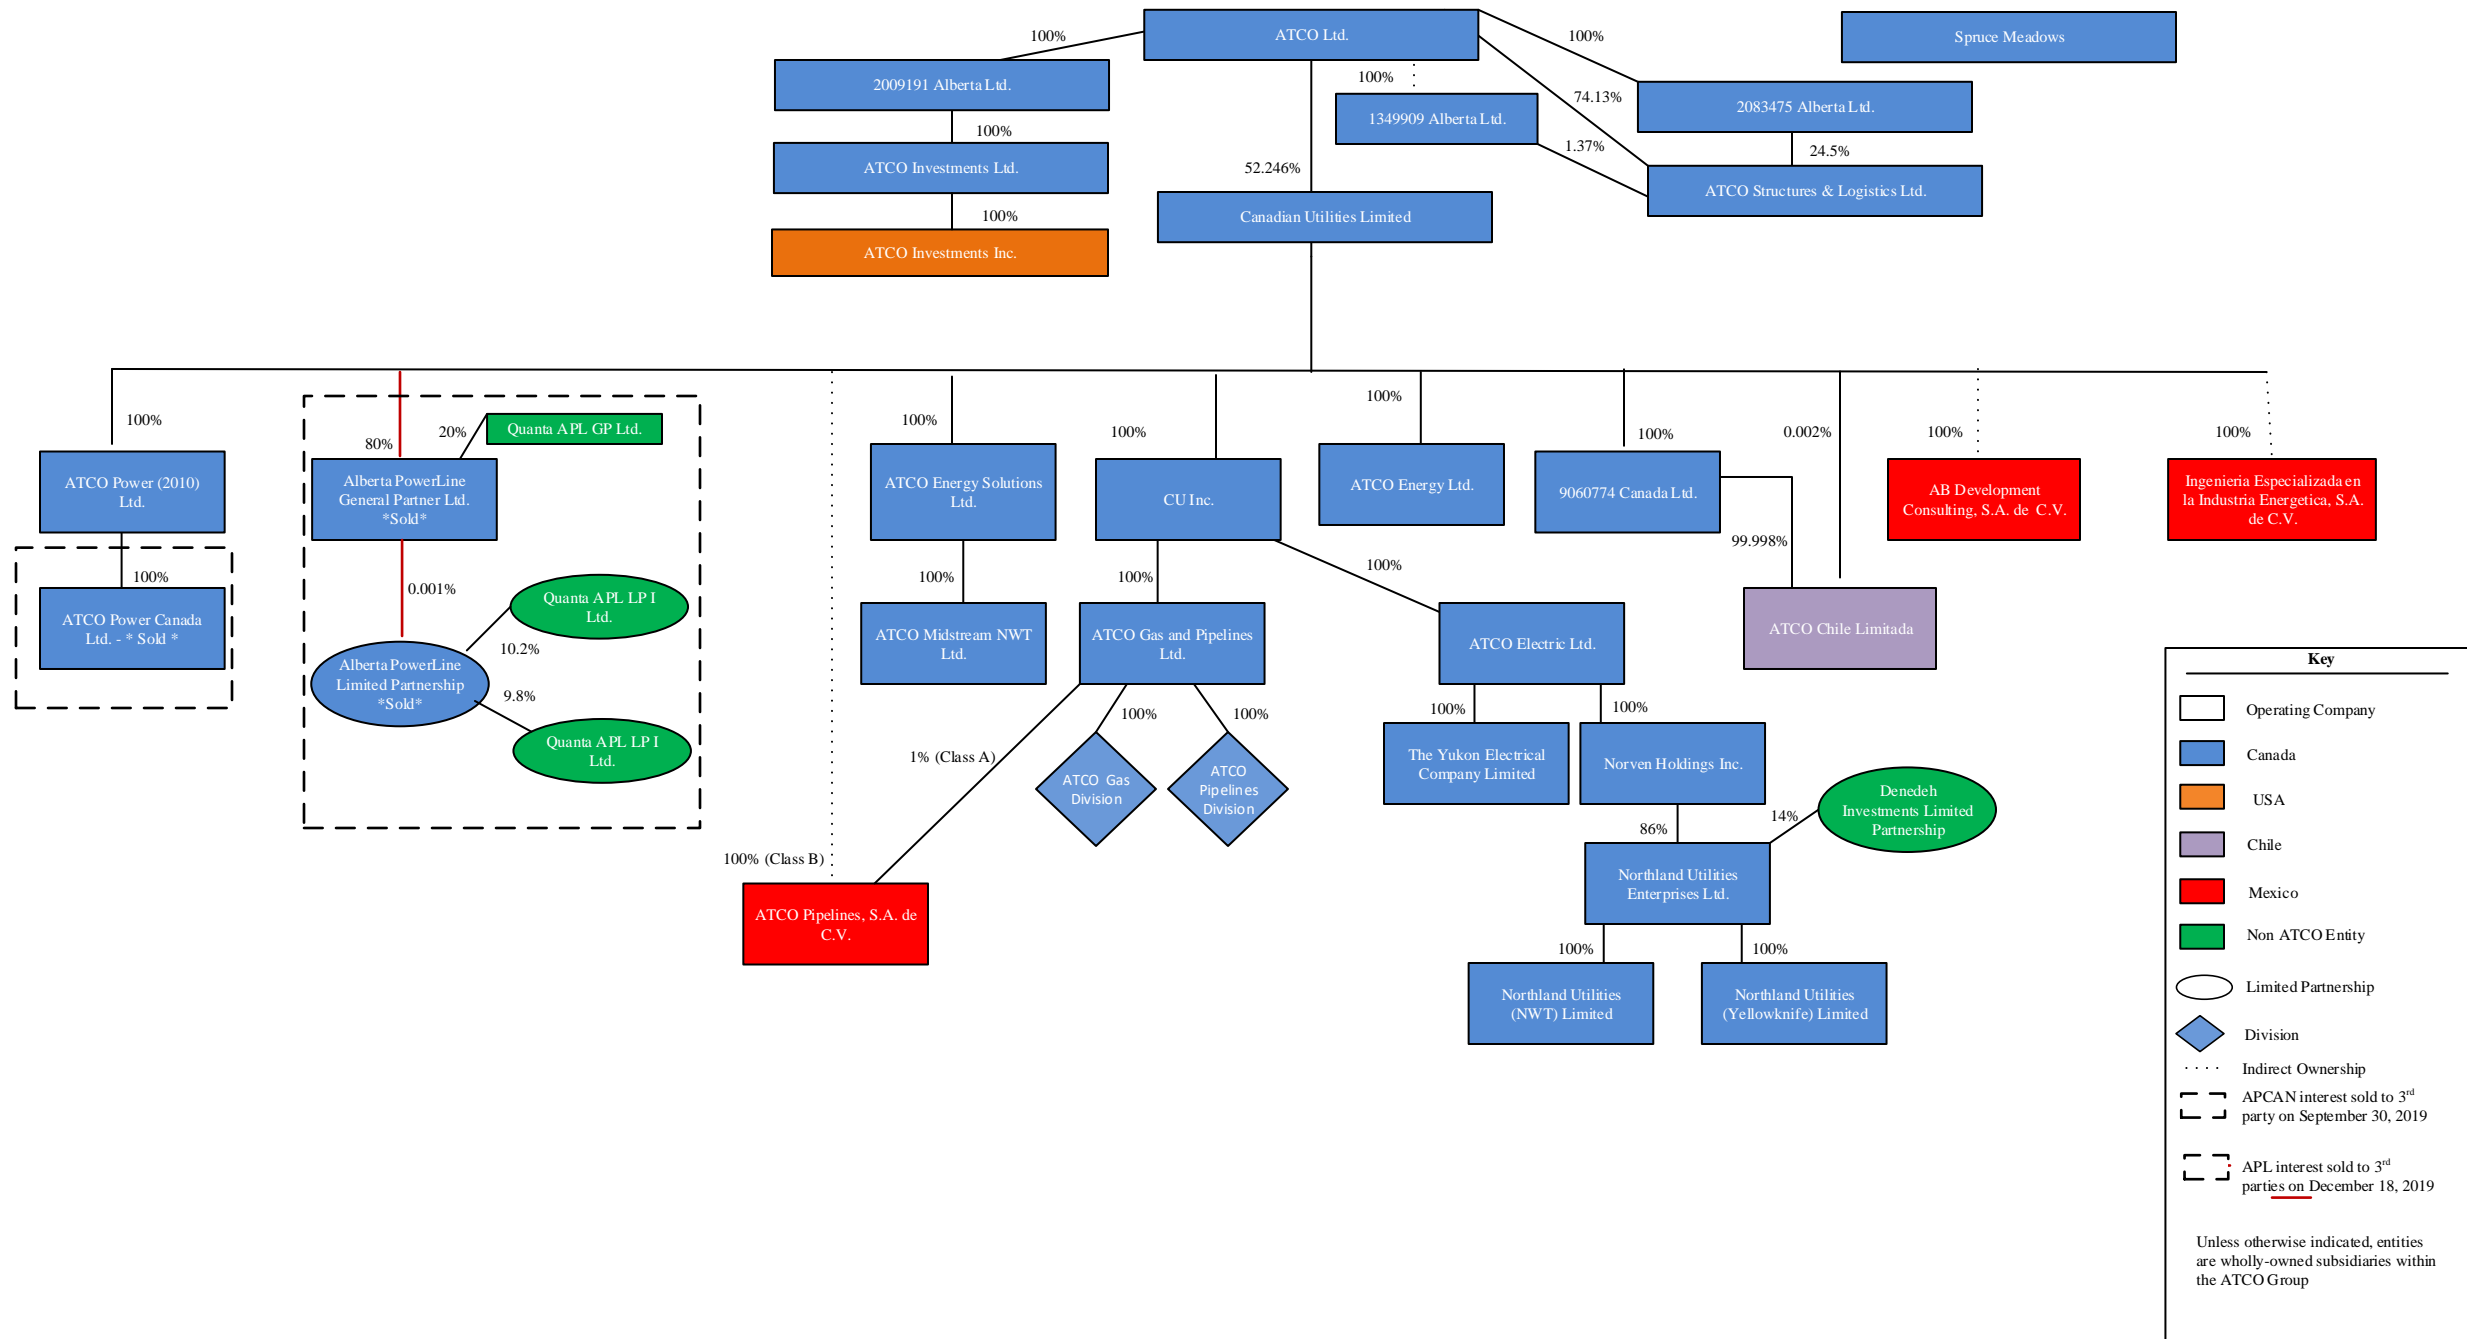 ATCO Ltd.
Spruce Meadows
100%
100%
2009191 Alberta Ltd.
100%
1349909 Alberta Ltd.
74.13%
2083475 Alberta Ltd.
100%
1.37%
24.5%
ATCO Investments Ltd.
52.246%
ATCO Structures & Logistics Ltd.
100%
Canadian Utilities Limited
ATCO Investments Inc.
100%
80%
20%
Quanta APL GP Ltd.
100%
100%
100%
100%
0.002%
100%
100%
ATCO Power (2010)
Ltd.
Alberta PowerLine
General Partner Ltd.
*Sold*
ATCO Energy Solutions
Ltd.
CU Inc.
ATCO Energy Ltd.
9060774 Canada Ltd.
AB Development
Consulting, S.A. de C.V.
Ingenieria Especializada en
la Industria Energetica, S.A.
de C.V.
100%
0.001%
100%
100%
100%
99.998%
ATCO Power Canada
Ltd. - * Sold *
Quanta APL LP I
Ltd.
10.2%
Alberta PowerLine
Limited Partnership
*Sold*
9.8%
Quanta APL LP I
Ltd.
ATCO Midstream NWT
Ltd.
ATCO Gas and Pipelines
Ltd.
ATCO Electric Ltd.
ATCO Chile Limitada
1% (Class A)
100%
100%
100%
100%
ATCO Gas
Division
ATCO
Pipelines
Division
The Yukon Electrical
Company Limited
Norven Holdings Inc.
Denedeh
Investments Limited
Partnership
86%
14%
100% (Class B)
ATCO Pipelines, S.A. de
C.V.
Northland Utilities
Enterprises Ltd.
100%
100%
Northland Utilities
(NWT) Limited
Northland Utilities
(Yellowknife) Limited
Key
Operating Company
Canada
USA
Chile
Mexico
Non ATCO Entity
Limited Partnership
Division
Indirect Ownership
APCAN interest sold to 3rd
party on September 30, 2019
APL interest sold to 3rd
parties on December 18, 2019
Unless otherwise indicated, entities
are wholly-owned subsidiaries within
the ATCO Group